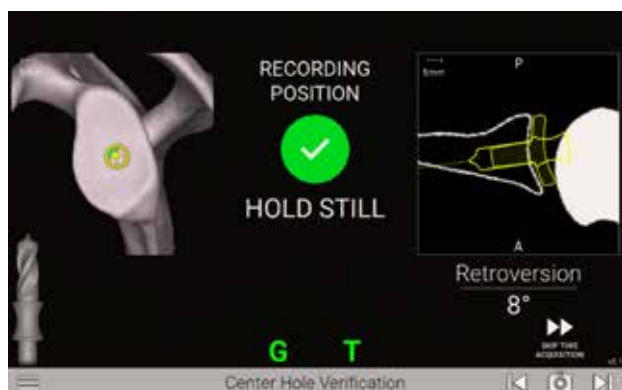 RECORDING
POSITION
HOLD STILL
5mm
P
A
Retroversion
8°
SKIP THIS
ACQUISITION
G T
Center Hole Verification